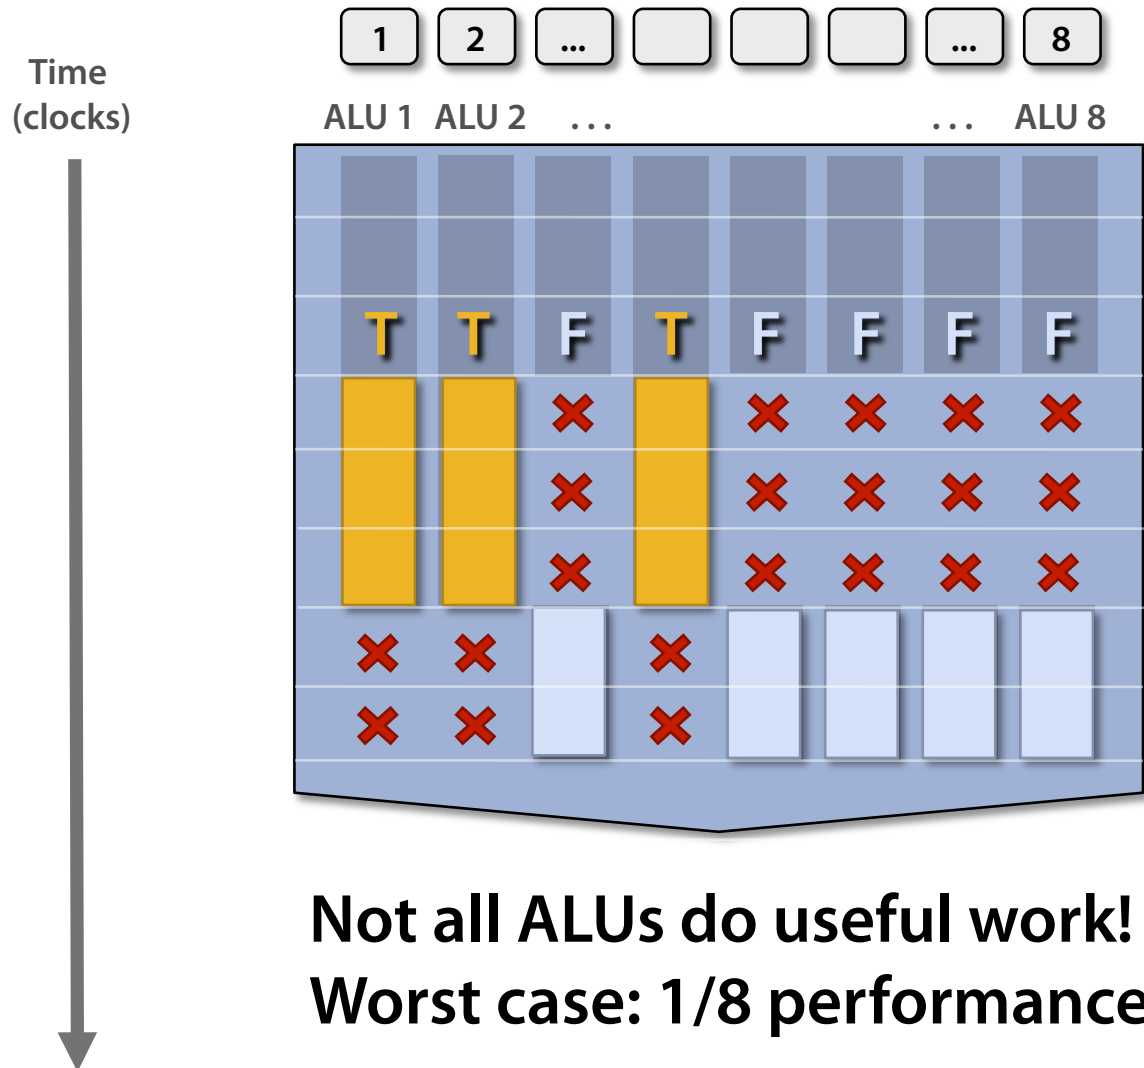 1 2 ... ... 8
Time
(clocks)
ALU 1 ALU 2 . . . . . . ALU 8
T T F T F F F F
Not all ALUs do useful work!
Worst case: 1/8 performance